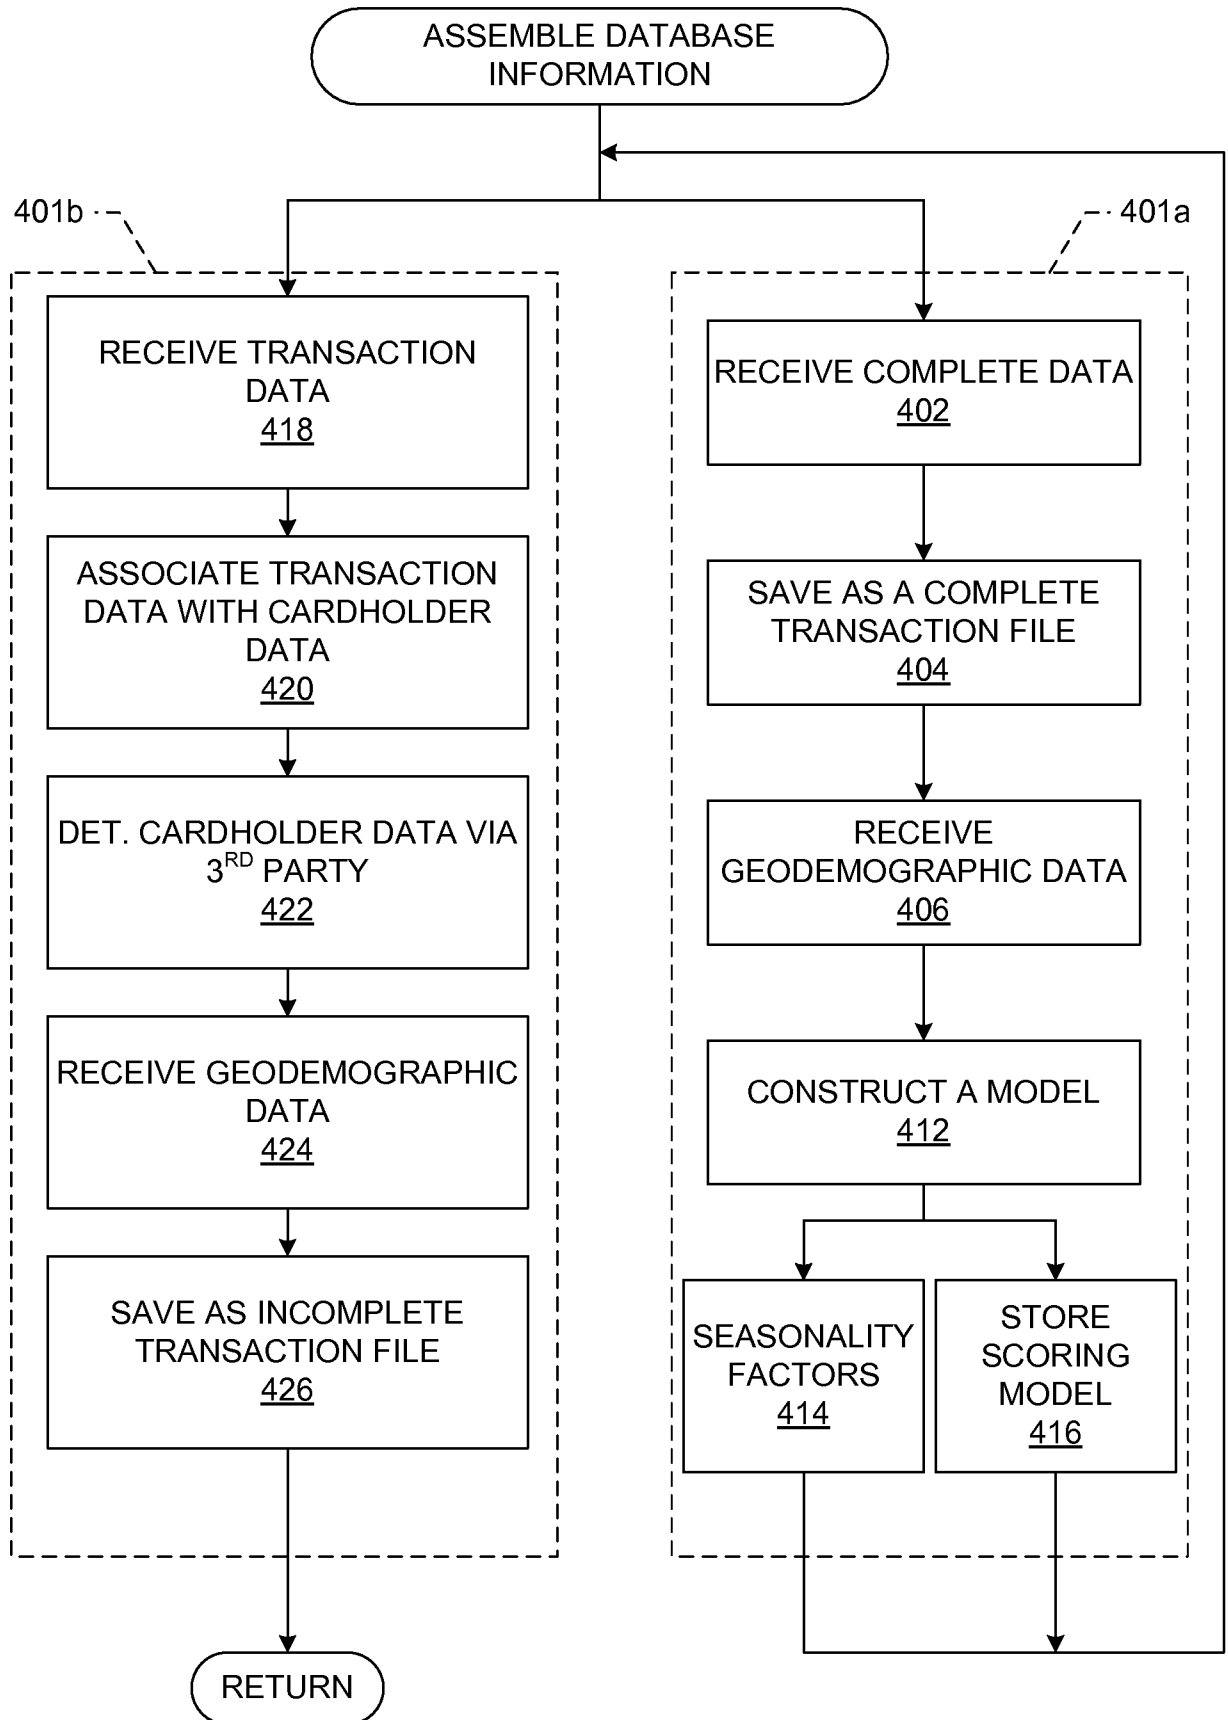 ASSEMBLE DATABASE
INFORMATION
401b
401a
RECEIVE TRANSACTION
DATA
418
ASSOCIATE TRANSACTION
DATA WITH CARDHOLDER
DATA
420
DET. CARDHOLDER DATA VIA
3RD PARTY
422
RECEIVE GEODEMOGRAPHIC
DATA
424
SAVE AS INCOMPLETE
TRANSACTION FILE
426
RETURN
RECEIVE COMPLETE DATA
402
SAVE AS A COMPLETE
TRANSACTION FILE
404
RECEIVE
GEODEMOGRAPHIC DATA
406
CONSTRUCT A MODEL
412
SEASONALITY
FACTORS
414
STORE
SCORING
MODEL
416